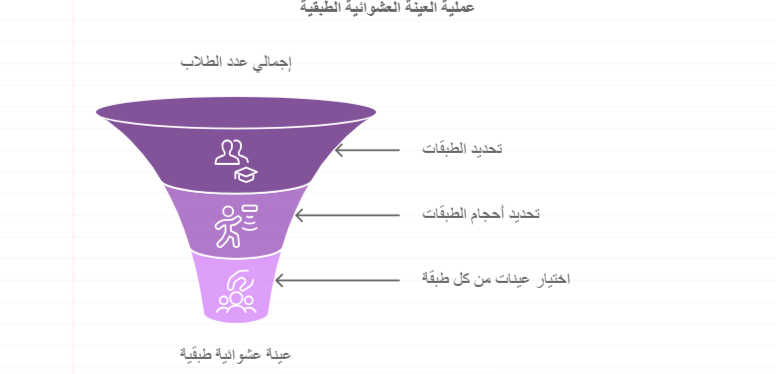 عملية العينة العشوائية الطبقية
إجمالي عدد الطلاب
تحديد الطبقات
تحديد أحجام الطبقات
اختيار عينات من كل طبقة
عينة عشوائية طبقية